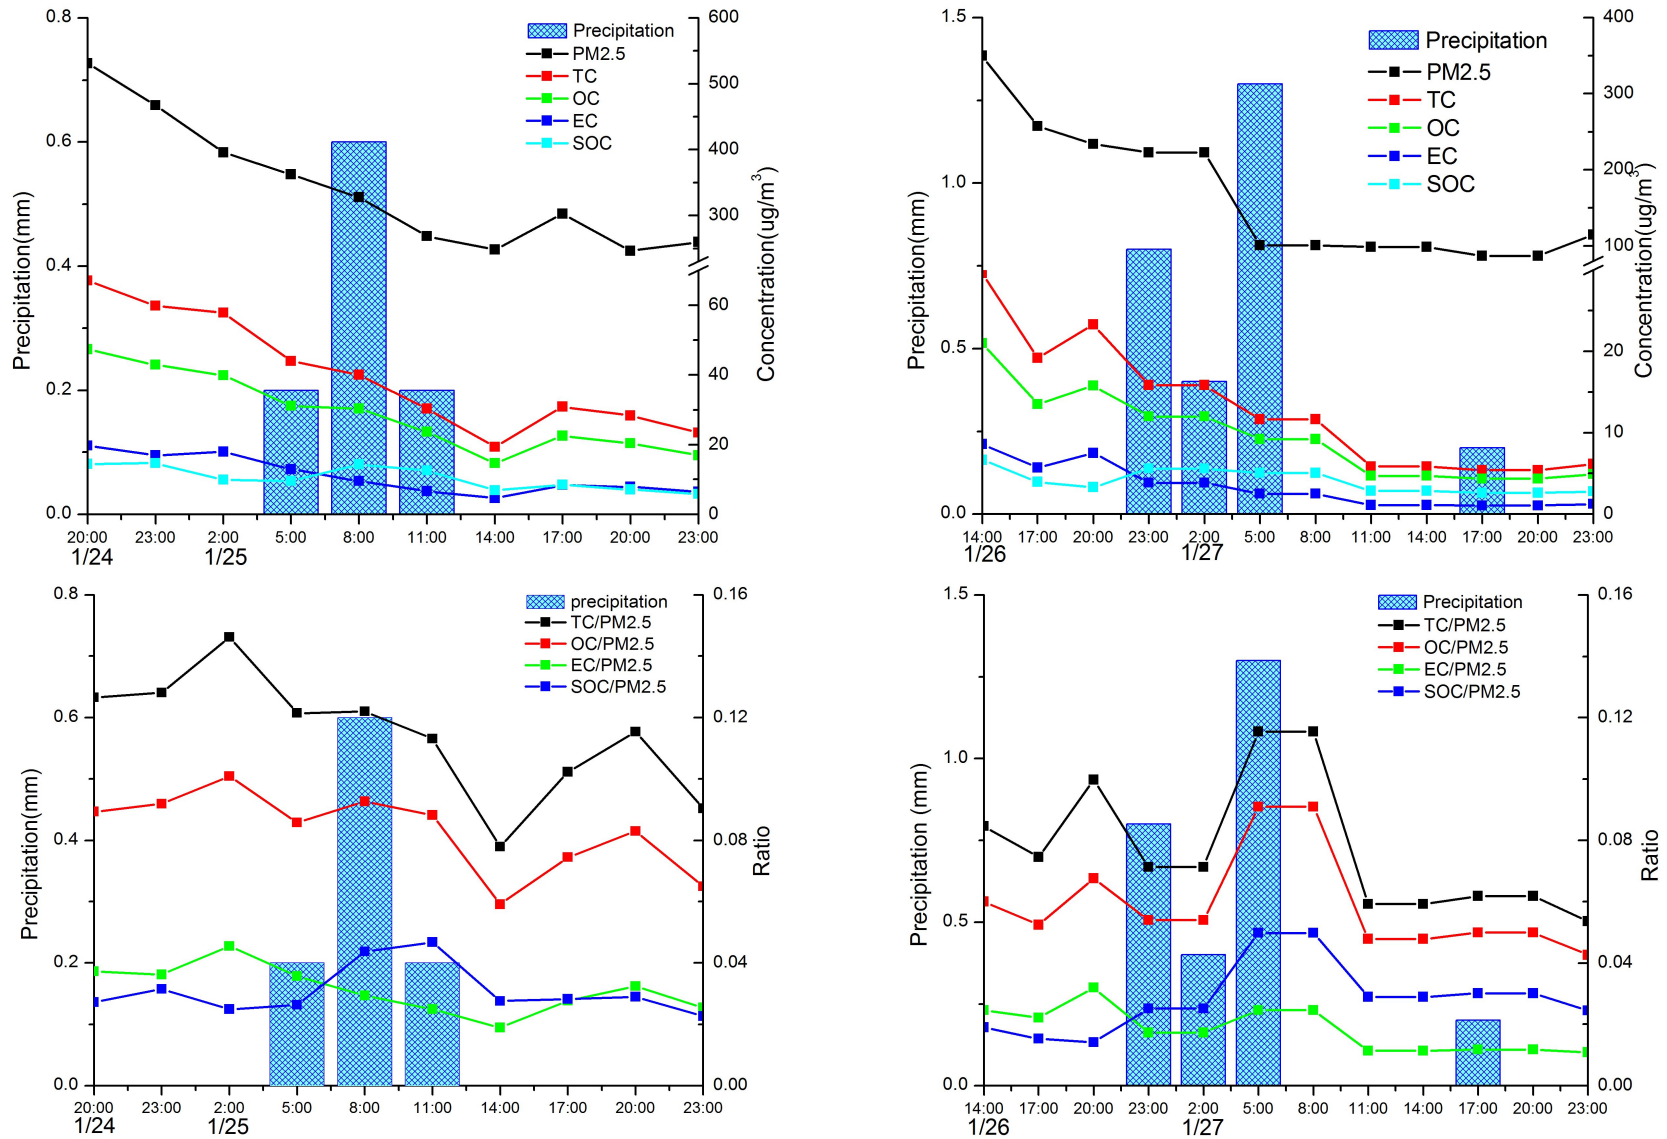 0.8
0.6
0.4
0.2
0.0
Precipitation(mm)
600
500
400
300
60
40
20
0
Concentration(ug/m³)
Precipitation
PM2.5
TC
OC
EC
SOC
20:00 23:00 2:00 5:00 8:00 11:00 14:00 17:00 20:00 23:00
1/24 1/25
1.5
1.0
0.5
0.0
Precipitation(mm)
400
300
200
100
20
10
0
Concentration(ug/m³)
Precipitation
PM2.5
TC
OC
EC
SOC
14:00 17:00 20:00 23:00 2:00 5:00 8:00 11:00 14:00 17:00 20:00 23:00
1/26 1/27
0.8
0.6
0.4
0.2
0.0
Precipitation(mm)
0.16
0.12
0.08
0.04
0.00
Ratio
precipitation
TC/PM2.5
OC/PM2.5
EC/PM2.5
SOC/PM2.5
20:00 23:00 2:00 5:00 8:00 11:00 14:00 17:00 20:00 23:00
1/24 1/25
1.5
1.0
0.5
0.0
Precipitation (mm)
0.16
0.12
0.08
0.04
0.00
Ratio
Precipitation
TC/PM2.5
OC/PM2.5
EC/PM2.5
SOC/PM2.5
14:00 17:00 20:00 23:00 2:00 5:00 8:00 11:00 14:00 17:00 20:00 23:00
1/26 1/27